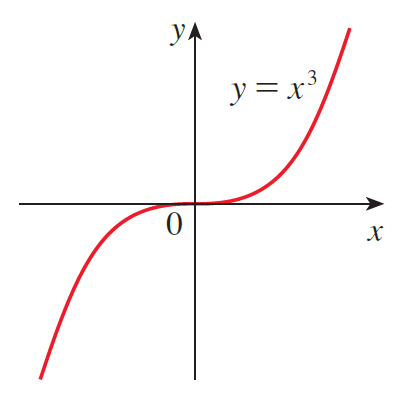 y
y = x³
0
x